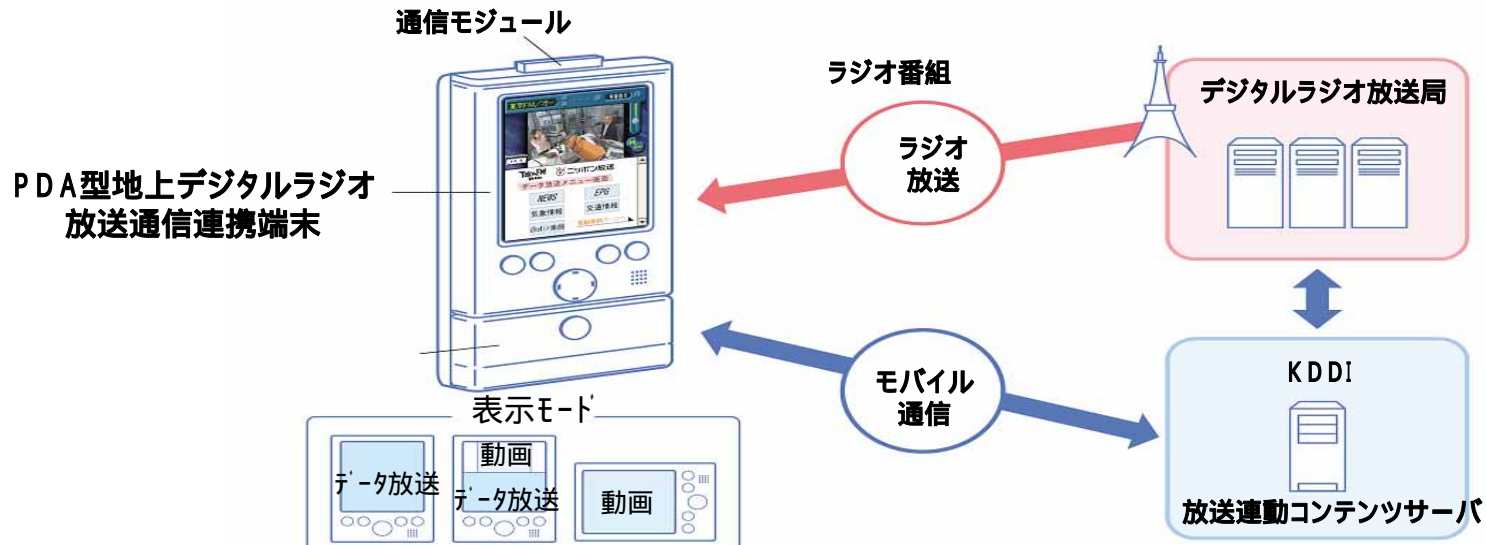 通信モジュール
PDA型地上デジタルラジオ
放送通信連携端末
ニッポン放送
データ放送メニュー画面
NEWS
EPG
気象情報
交通情報
ラジオ番組
ラジオ
放送
デジタルラジオ放送局
モバイル
通信
KDDI
放送連動コンテンツサーバ
表示ﾓｰﾄﾞ
ﾃﾞｰﾀ放送
動画
ﾃﾞｰﾀ放送
動画